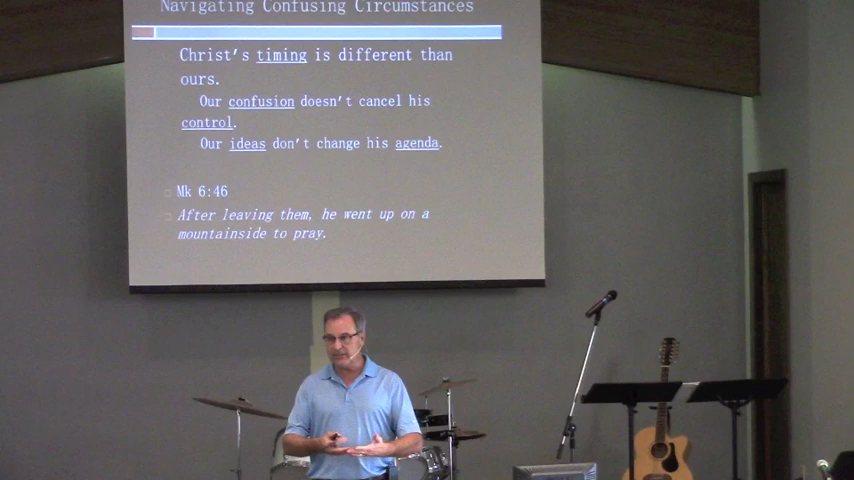 Navigating Confusing Circumstances
Christ's timing is different than
ours.
Our confusion doesn't cancel his
control.
Our ideas don't change his agenda.
Mk 6:46
After leaving them, he went up on a
mountainside to pray.